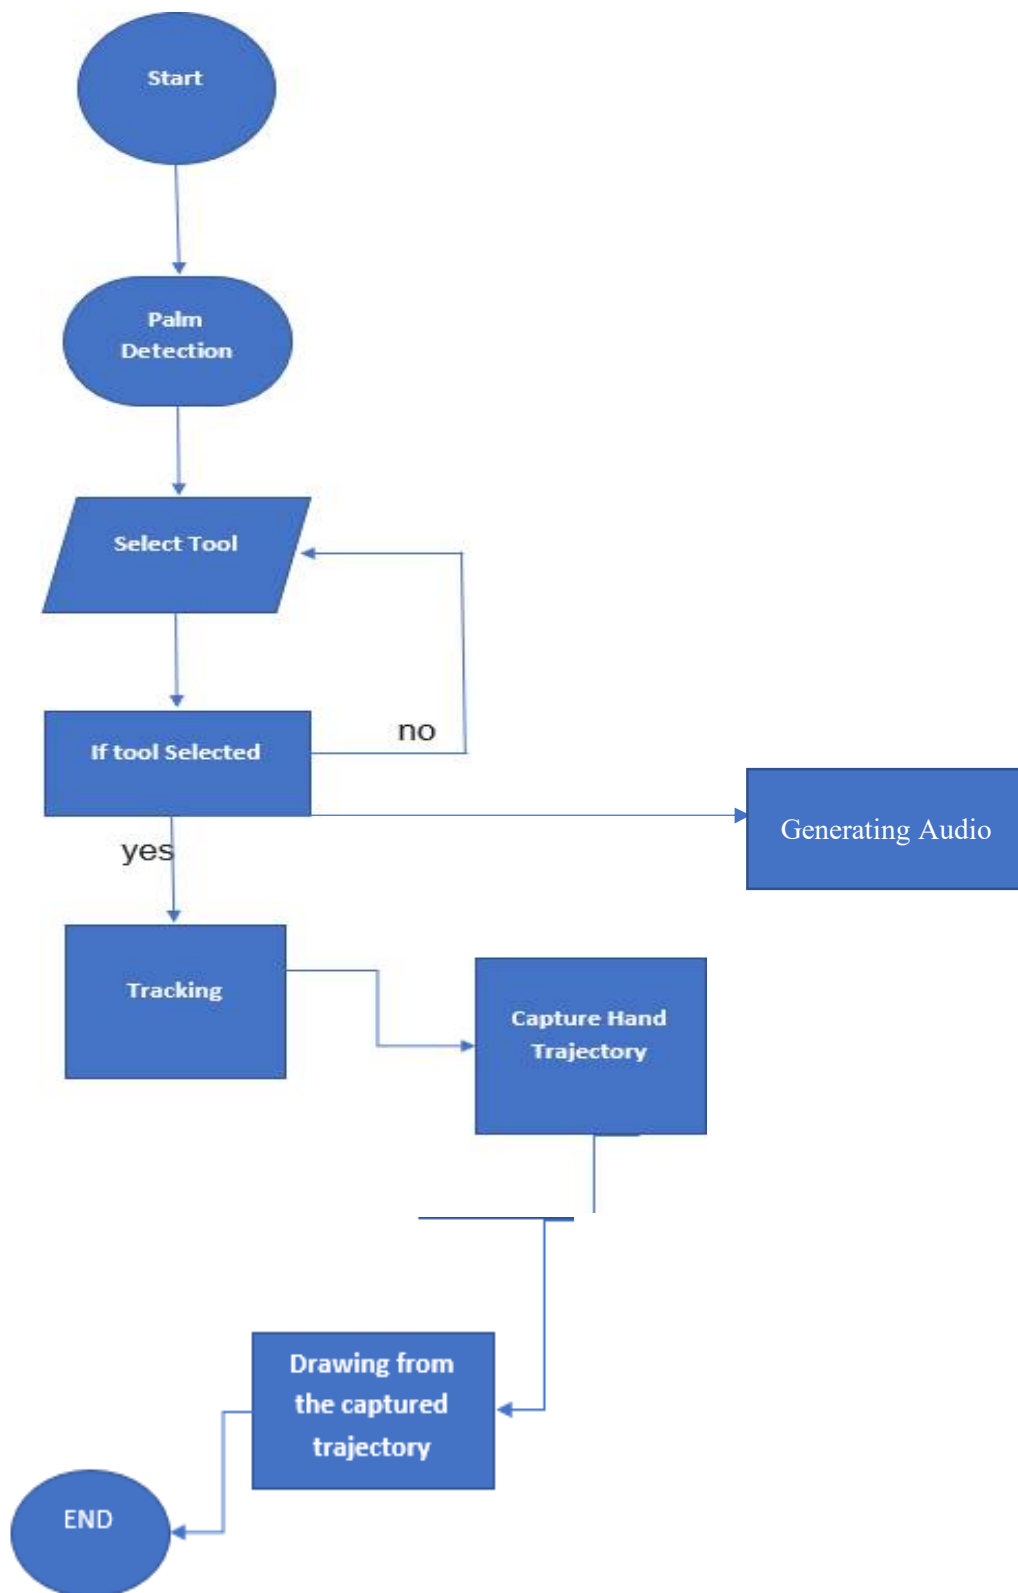 Start
Palm
Detection
Select Tool
no
If tool Selected
Generating Audio
yes
Tracking
Capture Hand
Trajectory
Drawing from
the captured
trajectory
END